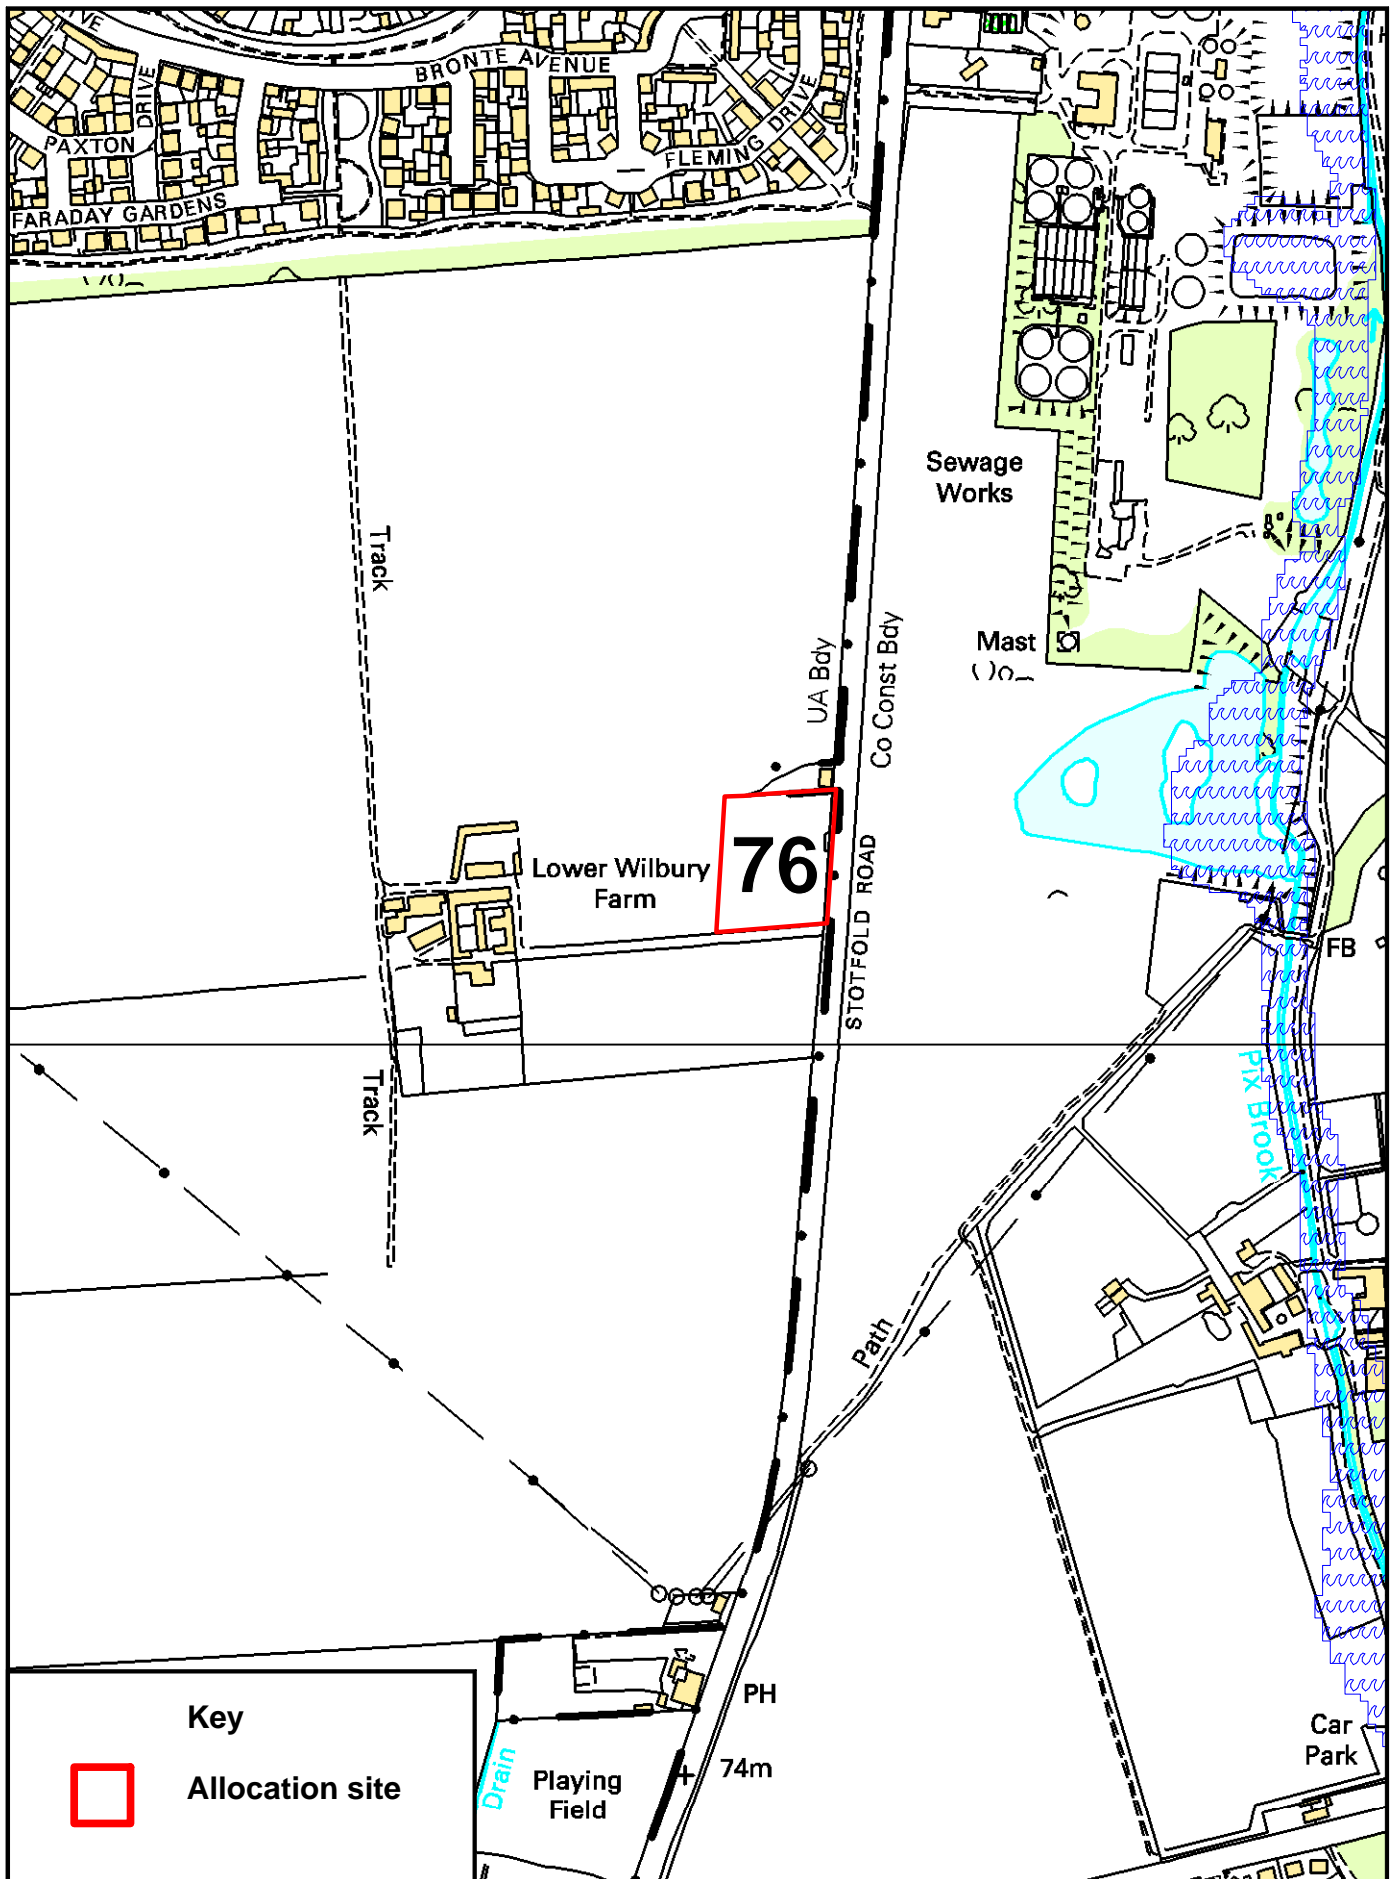 IVE
BRONTE AVENUE
PAXTON
DRIVE
FLEMING DRIVE
FARADAY GARDENS
Sewage
Works
Track
Mast
UA Bdy
Co Const Bdy
76
Lower Wilbury
Farm
STOTFOLD ROAD
FB
Pix Brook
Track
Path
PH
Car
Park
74m
Drain
Playing
Field
Key
Allocation site